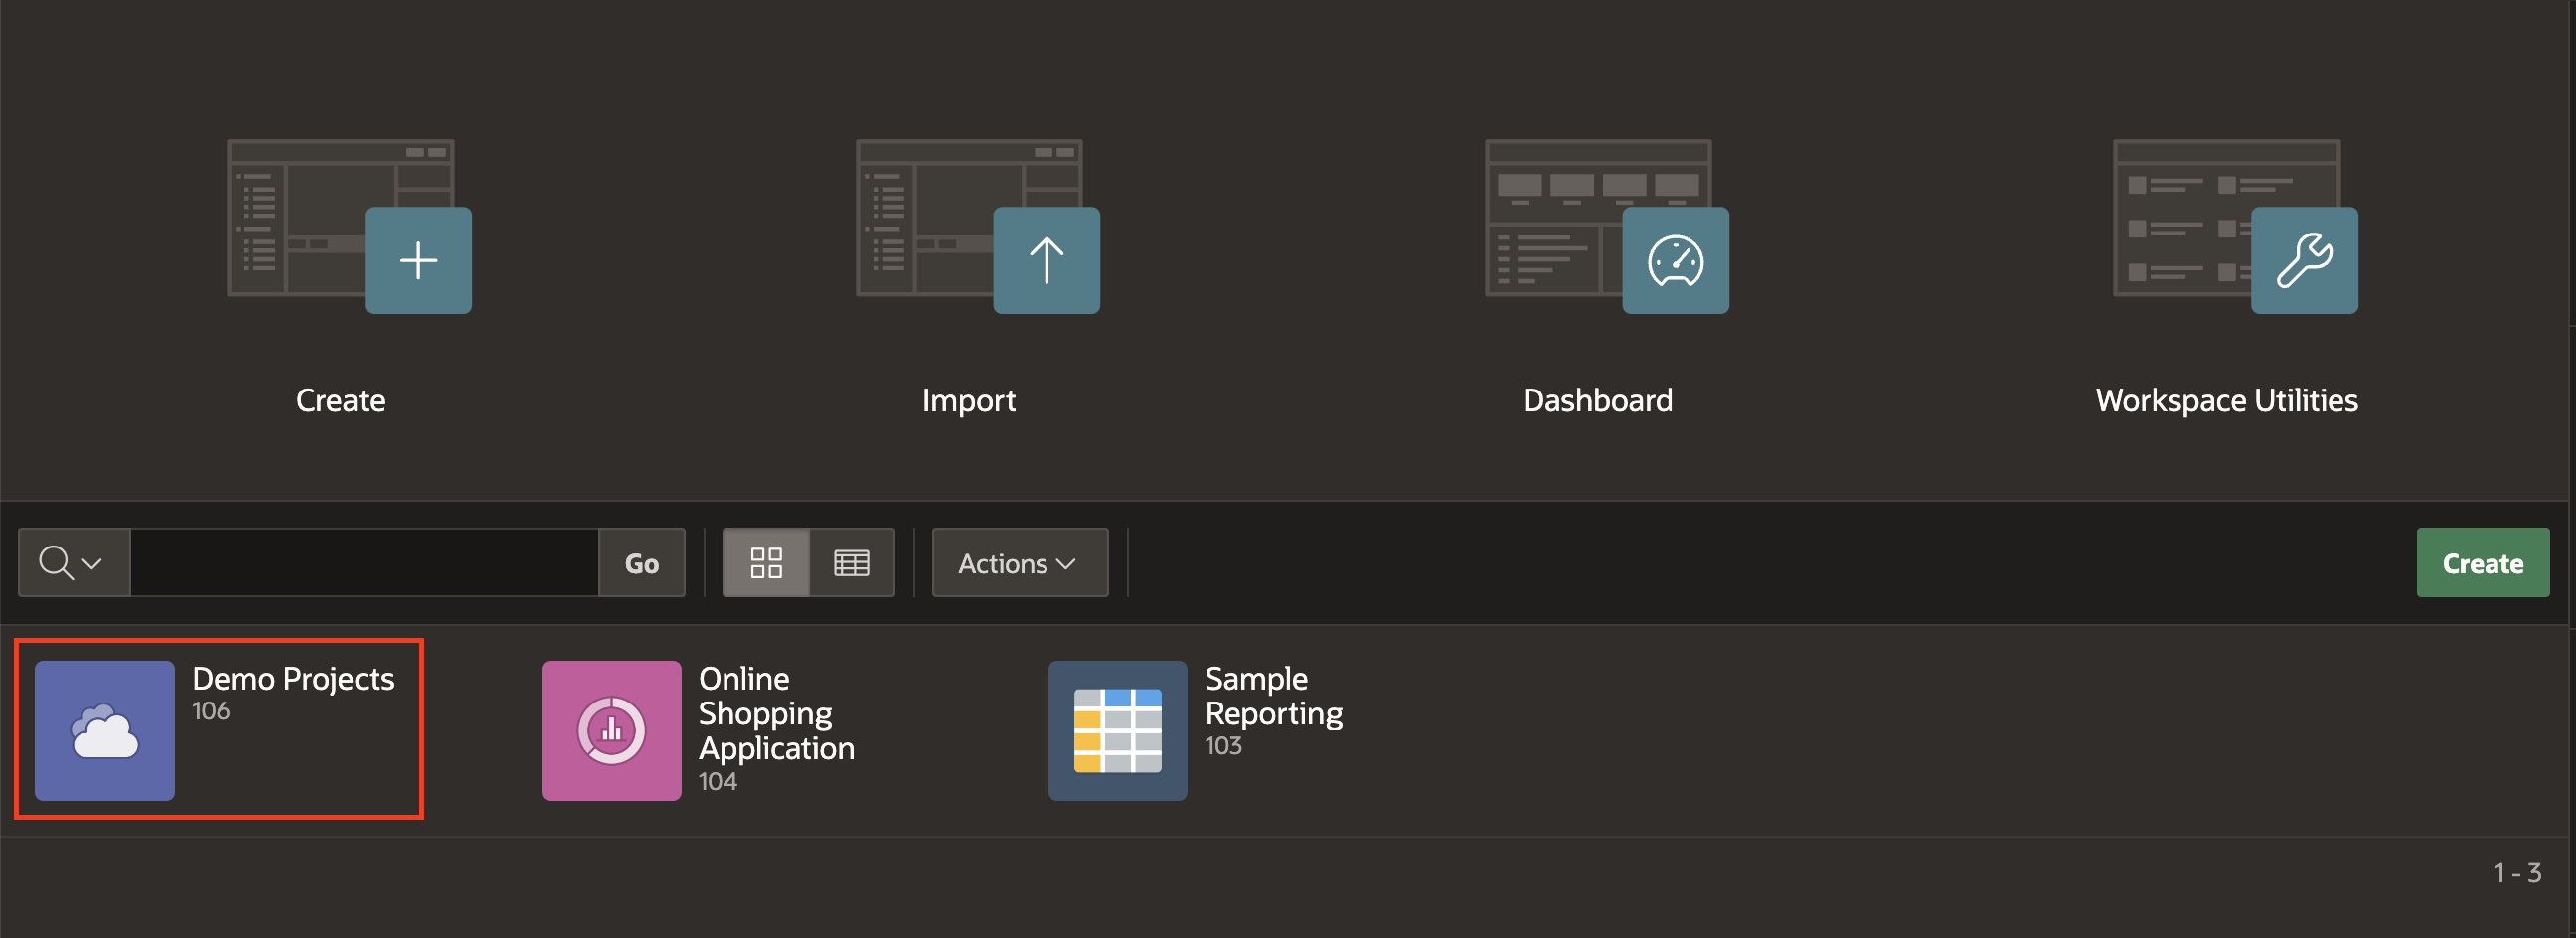 Create
Import
Dashboard
Workspace Utilities
Go
Actions
Create
Demo Projects
106
Online
Shopping
Application
104
Sample
Reporting
103
1 - 3